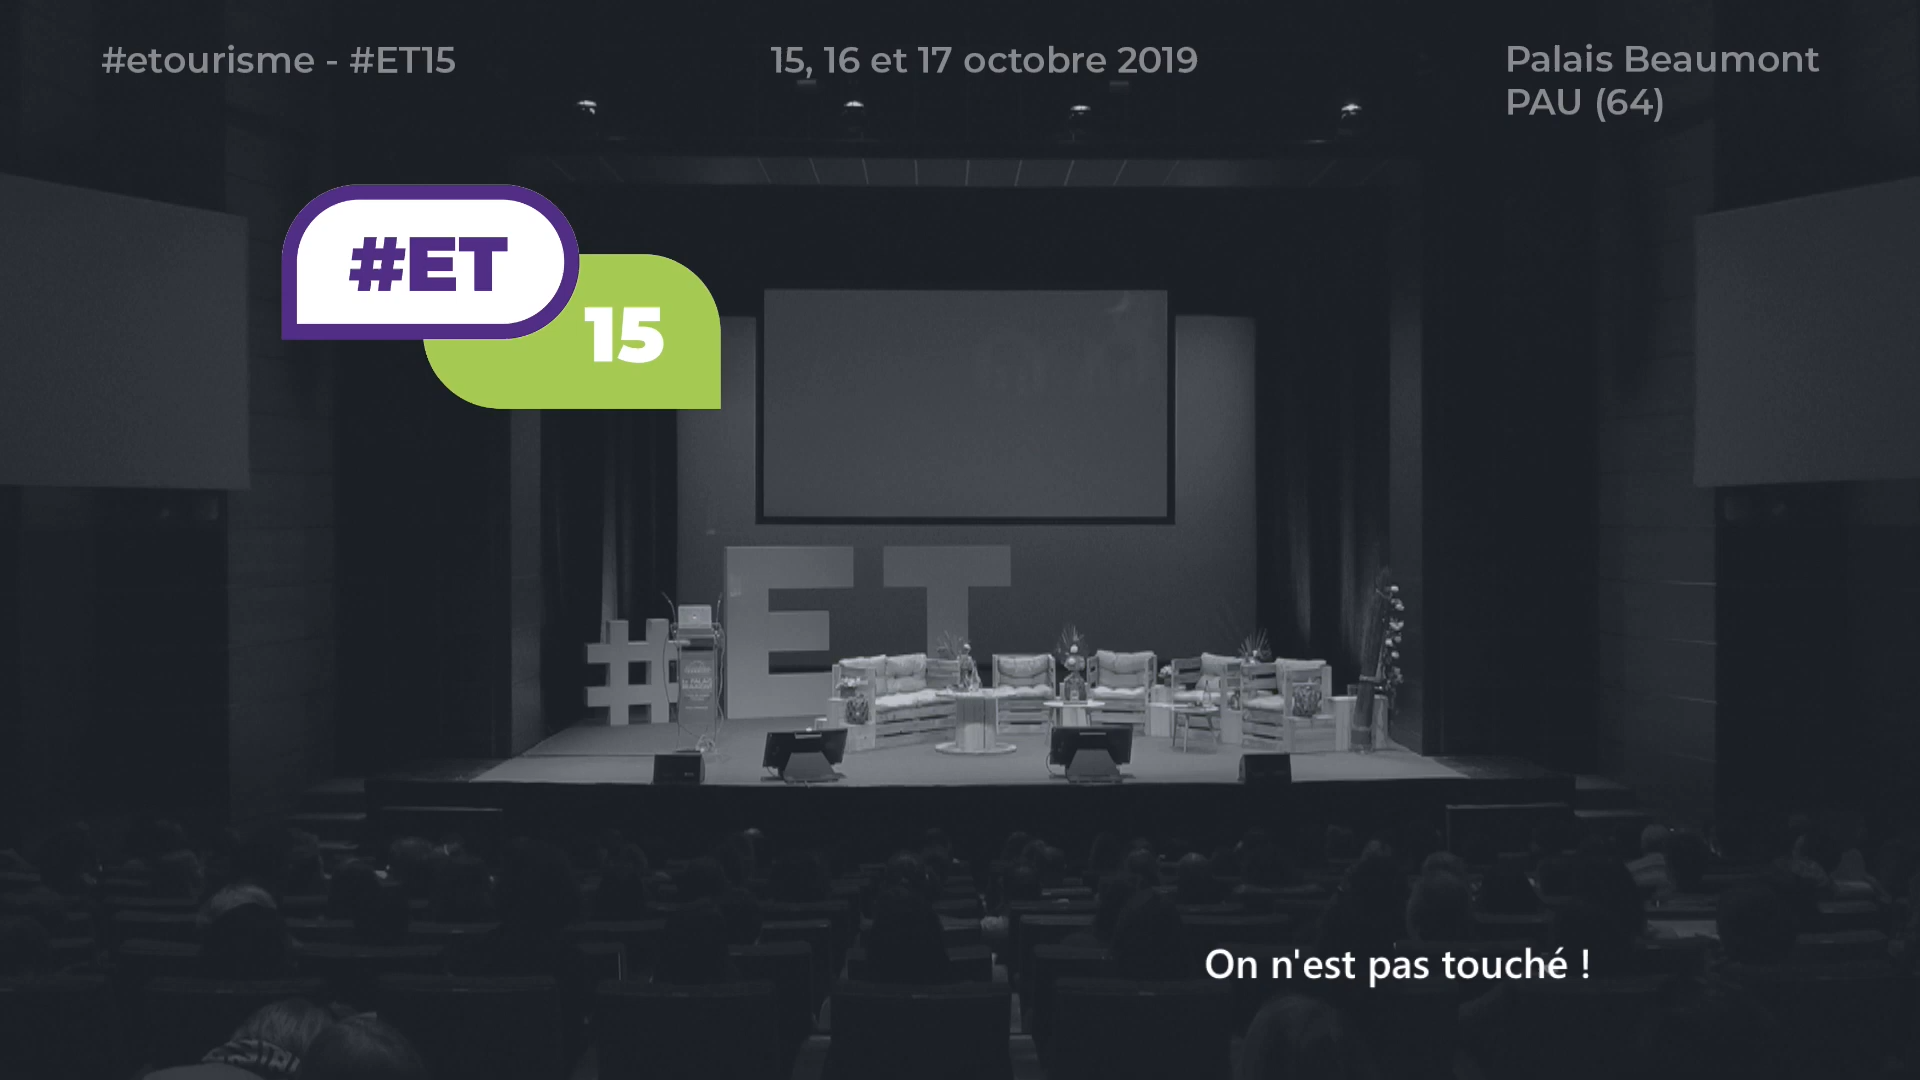 #etourisme - #ET15
15, 16 et 17 octobre 2019
Palais Beaumont
PAU (64)
#ET
15
# E T
On n'est pas touché !